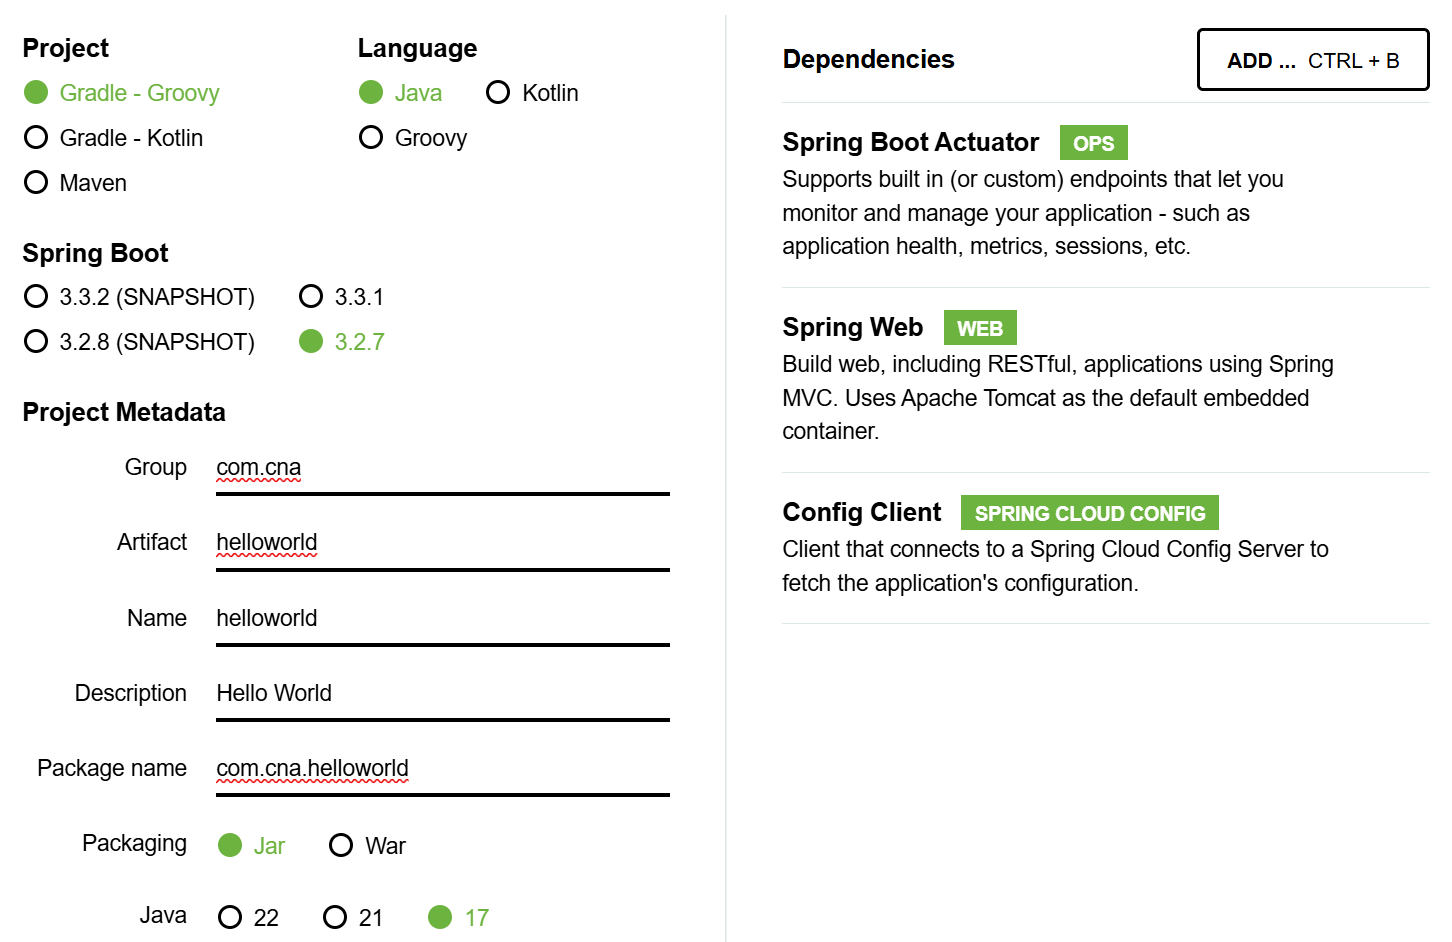 Project
Gradle - Groovy
Gradle - Kotlin
Maven
Language
Java Kotlin
Groovy
Spring Boot
3.3.2 (SNAPSHOT) 3.3.1
3.2.8 (SNAPSHOT) 3.2.7
Project Metadata
Group com.cna
Artifact helloworld
Name helloworld
Description Hello World
Package name com.cna.helloworld
Packaging Jar War
Java 22 21 17
Dependencies ADD ... CTRL + B
Spring Boot Actuator OPS
Supports built in (or custom) endpoints that let you
monitor and manage your application - such as
application health, metrics, sessions, etc.
Spring Web WEB
Build web, including RESTful, applications using Spring
MVC. Uses Apache Tomcat as the default embedded
container.
Config Client SPRING CLOUD CONFIG
Client that connects to a Spring Cloud Config Server to
fetch the application's configuration.